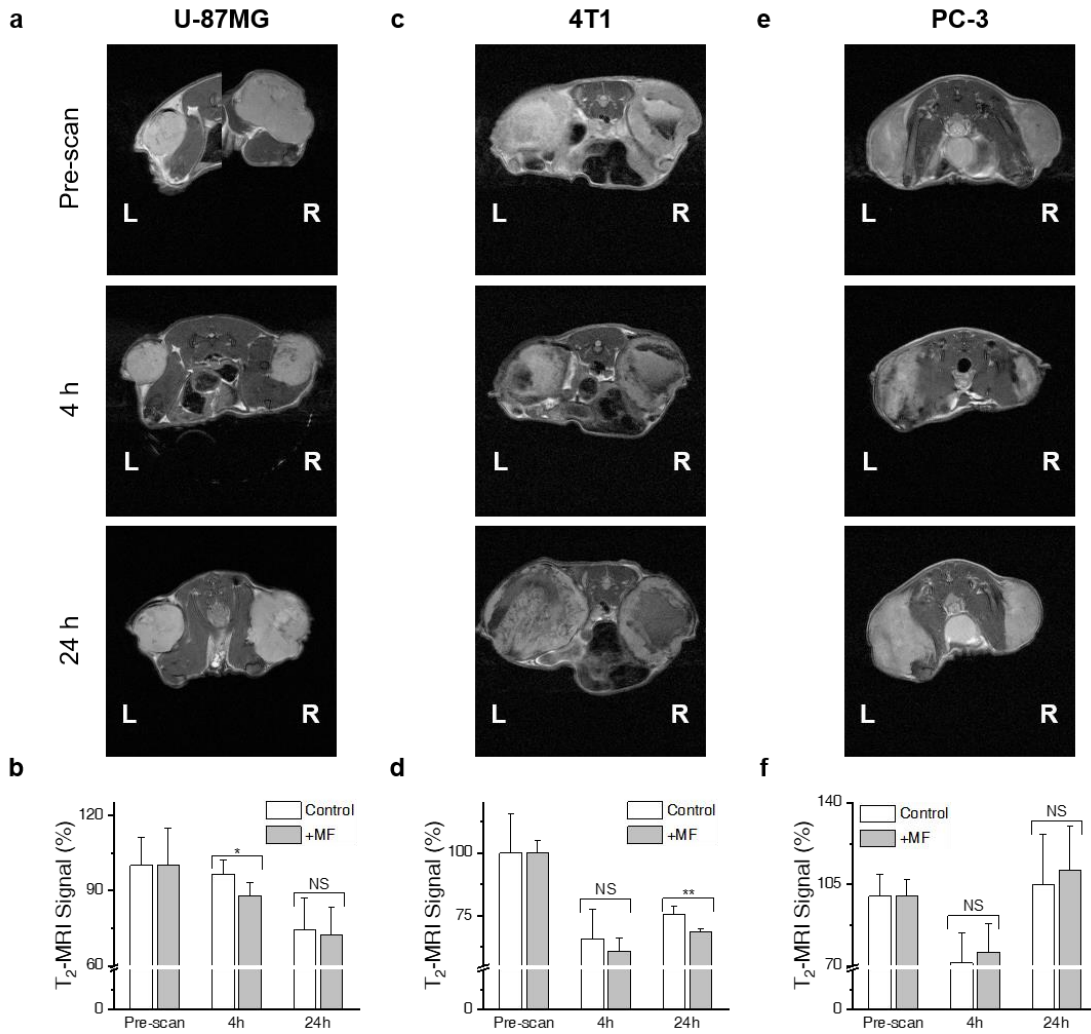 a U-87MG c 4T1 e PC-3
Pre-scan
L R L R L R
4 h
L R L R L R
24 h
L R L R L R
b d f
T2-MRI Signal (%)
120
90
60
0
Control
+MF
*
NS
Pre-scan 4h 24h
T2-MRI Signal (%)
100
75
0
Control
+MF
NS
**
Pre-scan 4h 24h
T2-MRI Signal (%)
140
105
70
0
Control
+MF
NS
NS
Pre-scan 4h 24h